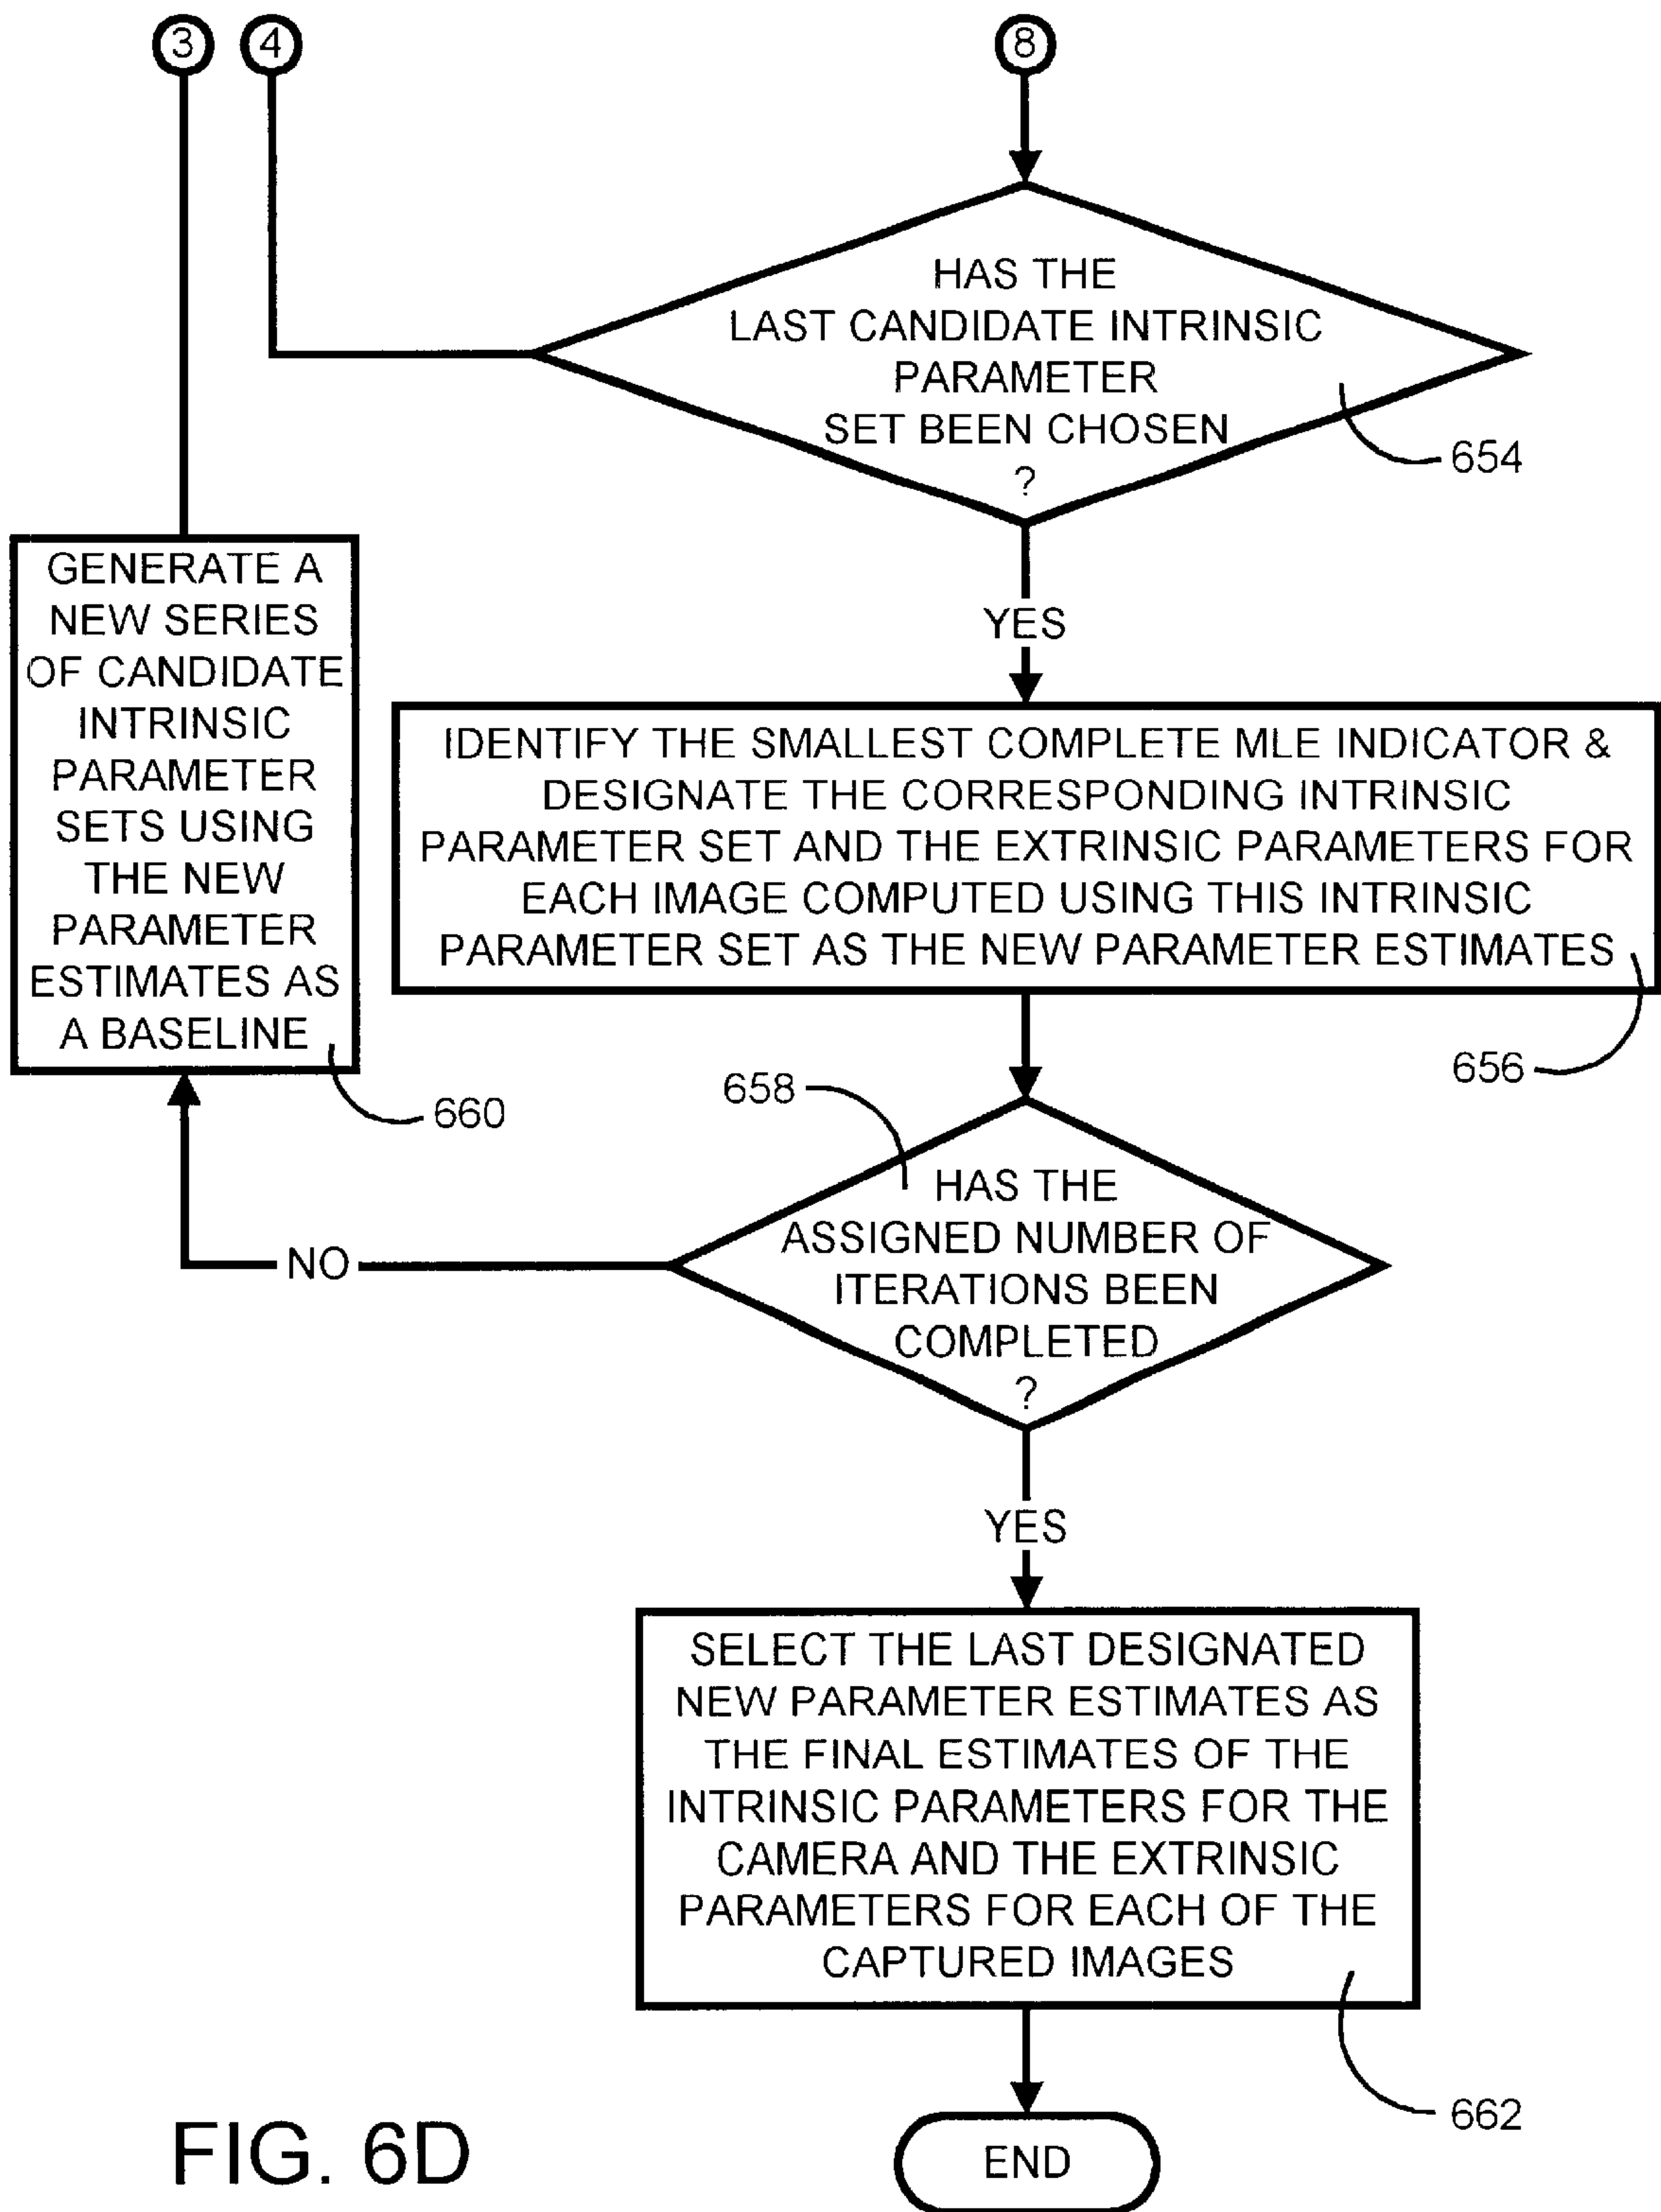 3
4
8
HAS THE
LAST CANDIDATE INTRINSIC
PARAMETER
SET BEEN CHOSEN
?
654
YES
GENERATE A
NEW SERIES
OF CANDIDATE
INTRINSIC
PARAMETER
SETS USING
THE NEW
PARAMETER
ESTIMATES AS
A BASELINE
660
IDENTIFY THE SMALLEST COMPLETE MLE INDICATOR &
DESIGNATE THE CORRESPONDING INTRINSIC
PARAMETER SET AND THE EXTRINSIC PARAMETERS FOR
EACH IMAGE COMPUTED USING THIS INTRINSIC
PARAMETER SET AS THE NEW PARAMETER ESTIMATES
656
658
HAS THE
ASSIGNED NUMBER OF
ITERATIONS BEEN
COMPLETED
?
NO
YES
SELECT THE LAST DESIGNATED
NEW PARAMETER ESTIMATES AS
THE FINAL ESTIMATES OF THE
INTRINSIC PARAMETERS FOR THE
CAMERA AND THE EXTRINSIC
PARAMETERS FOR EACH OF THE
CAPTURED IMAGES
662
END
FIG. 6D